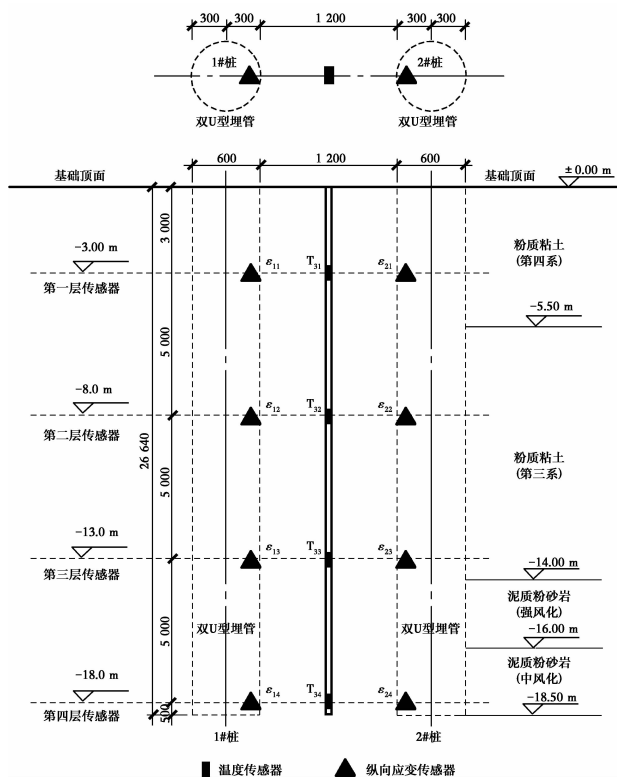 300 300 1 200 300 300
1#桩 2#桩
双U型埋管 双U型埋管
600 1 200 600
基础顶面 基础顶面 ±0.00 m
3 000
粉质粘土
(第四系)
-3.00 m ε11 T31 ε21
第一层传感器
-5.50 m
5 000
-8.0 m ε12 T32 ε22
第二层传感器
26 640
粉质粘土
(第三系)
5 000
-13.0 m ε13 T33 ε23
第三层传感器
-14.00 m
泥质粉砂岩
(强风化)
5 000
双U型埋管 双U型埋管
-16.00 m
泥质粉砂岩
(中风化)
-18.0 m ε14 T34 ε24
-18.50 m
第四层传感器
500
1#桩 2#桩
温度传感器 纵向应变传感器